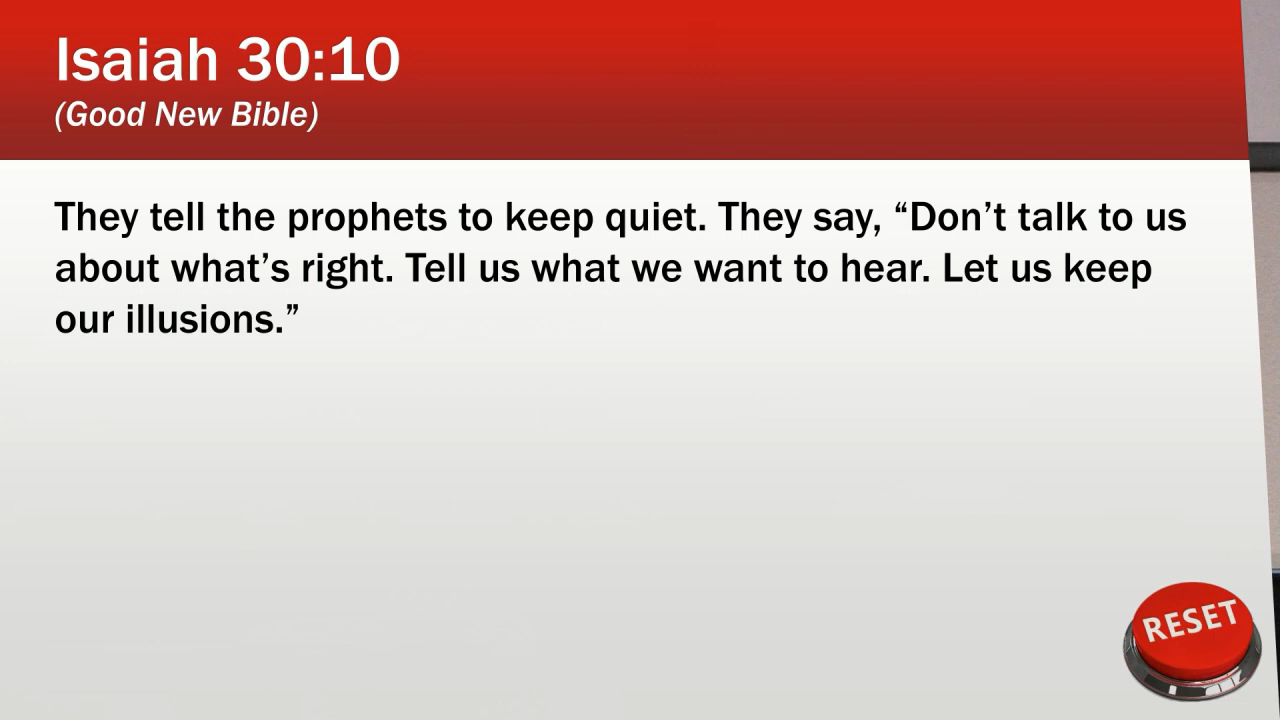 Isaiah 30:10
(Good New Bible)
They tell the prophets to keep quiet. They say, “Don’t talk to us
about what’s right. Tell us what we want to hear. Let us keep
our illusions.”
RESET